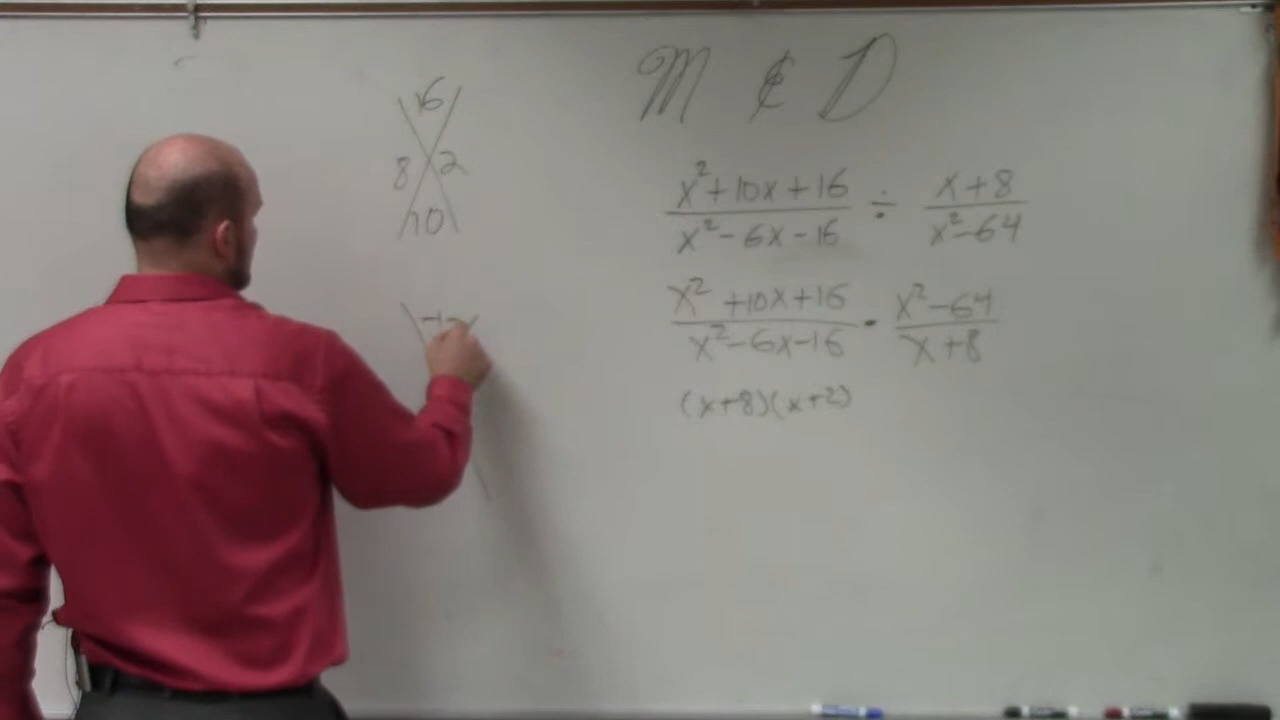 M & D
16
8 2
10
x²+10x+16 / x²-6x-16 ÷ x+8 / x²-64
x²+10x+16 / x²-6x-16 · x²-64 / x+8
(x+8)(x+2)